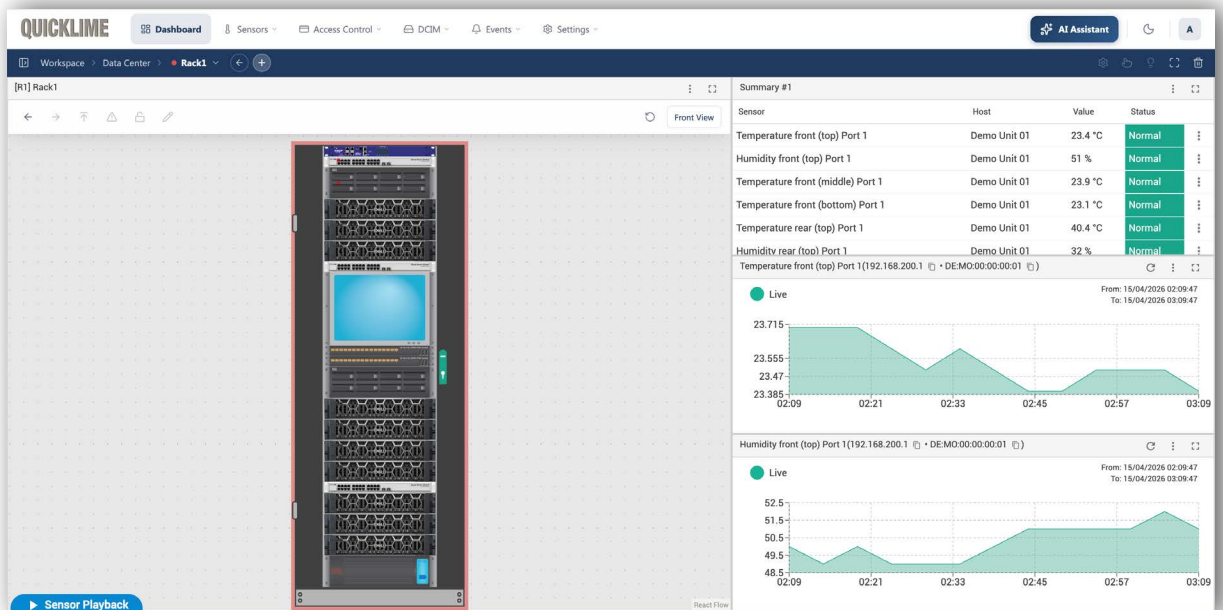 QUICKLIME Dashboard Sensors Access Control DCIM Events Settings AI Assistant A
Workspace > Data Center > Rack1
[R1] Rack1
Front View
Summary #1
Sensor Host Value Status
Temperature front (top) Port 1 Demo Unit 01 23.4 °C Normal
Humidity front (top) Port 1 Demo Unit 01 51 % Normal
Temperature front (middle) Port 1 Demo Unit 01 23.9 °C Normal
Temperature front (bottom) Port 1 Demo Unit 01 23.1 °C Normal
Temperature rear (top) Port 1 Demo Unit 01 40.4 °C Normal
Humidity rear (top) Port 1 Demo Unit 01 32 % Normal
Temperature front (top) Port 1(192.168.200.1 • DE:MO:00:00:00:01 )
Live
From: 15/04/2026 02:09:47
To: 15/04/2026 03:09:47
23.715
23.555
23.47
23.385
02:09 02:21 02:33 02:45 02:57 03:09
Humidity front (top) Port 1(192.168.200.1 • DE:MO:00:00:00:01 )
Live
From: 15/04/2026 02:09:47
To: 15/04/2026 03:09:47
52.5
51.5
50.5
49.5
48.5
02:09 02:21 02:33 02:45 02:57 03:09
Sensor Playback
React Flow